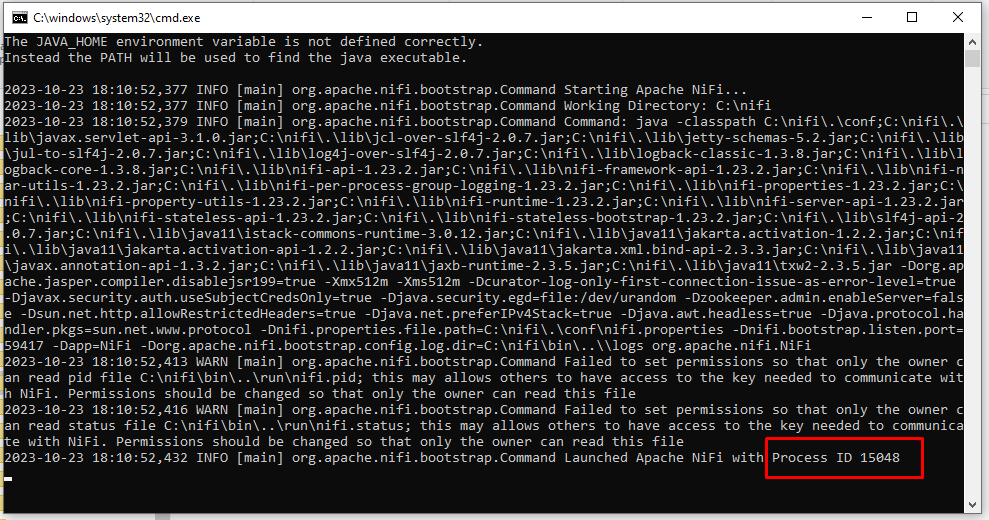 C:\windows\system32\cmd.exe
The JAVA_HOME environment variable is not defined correctly.
Instead the PATH will be used to find the java executable.
2023-10-23 18:10:52,377 INFO [main] org.apache.nifi.bootstrap.Command Starting Apache NiFi...
2023-10-23 18:10:52,377 INFO [main] org.apache.nifi.bootstrap.Command Working Directory: C:\nifi
2023-10-23 18:10:52,379 INFO [main] org.apache.nifi.bootstrap.Command Command: java -classpath C:\nifi\.\conf;C:\nifi\.\
lib\javax.servlet-api-3.1.0.jar;C:\nifi\.\lib\jcl-over-slf4j-2.0.7.jar;C:\nifi\.\lib\jetty-schemas-5.2.jar;C:\nifi\.\lib
\jul-to-slf4j-2.0.7.jar;C:\nifi\.\lib\log4j-over-slf4j-2.0.7.jar;C:\nifi\.\lib\logback-classic-1.3.8.jar;C:\nifi\.\lib\l
ogback-core-1.3.8.jar;C:\nifi\.\lib\nifi-api-1.23.2.jar;C:\nifi\.\lib\nifi-framework-api-1.23.2.jar;C:\nifi\.\lib\nifi-n
ar-utils-1.23.2.jar;C:\nifi\.\lib\nifi-per-process-group-logging-1.23.2.jar;C:\nifi\.\lib\nifi-properties-1.23.2.jar;C:\
nifi\.\lib\nifi-property-utils-1.23.2.jar;C:\nifi\.\lib\nifi-runtime-1.23.2.jar;C:\nifi\.\lib\nifi-server-api-1.23.2.jar
;C:\nifi\.\lib\nifi-stateless-api-1.23.2.jar;C:\nifi\.\lib\nifi-stateless-bootstrap-1.23.2.jar;C:\nifi\.\lib\slf4j-api-2
.0.7.jar;C:\nifi\.\lib\java11\istack-commons-runtime-3.0.12.jar;C:\nifi\.\lib\java11\jakarta.activation-1.2.2.jar;C:\nif
i\.\lib\java11\jakarta.activation-api-1.2.2.jar;C:\nifi\.\lib\java11\jakarta.xml.bind-api-2.3.3.jar;C:\nifi\.\lib\java11
\javax.annotation-api-1.3.2.jar;C:\nifi\.\lib\java11\jaxb-runtime-2.3.5.jar;C:\nifi\.\lib\java11\txw2-2.3.5.jar -Dorg.ap
ache.jasper.compiler.disablejsr199=true -Xmx512m -Xms512m -Dcurator-log-only-first-connection-issue-as-error-level=true
-Djavax.security.auth.useSubjectCredsOnly=true -Djava.security.egd=file:/dev/urandom -Dzookeeper.admin.enableServer=fals
e -Dsun.net.http.allowRestrictedHeaders=true -Djava.net.preferIPv4Stack=true -Djava.awt.headless=true -Djava.protocol.ha
ndler.pkgs=sun.net.www.protocol -Dnifi.properties.file.path=C:\nifi\.\conf\nifi.properties -Dnifi.bootstrap.listen.port=
59417 -Dapp=NiFi -Dorg.apache.nifi.bootstrap.config.log.dir=C:\nifi\bin\..\\logs org.apache.nifi.NiFi
2023-10-23 18:10:52,413 WARN [main] org.apache.nifi.bootstrap.Command Failed to set permissions so that only the owner c
an read pid file C:\nifi\bin\..\run\nifi.pid; this may allows others to have access to the key needed to communicate wit
h NiFi. Permissions should be changed so that only the owner can read this file
2023-10-23 18:10:52,416 WARN [main] org.apache.nifi.bootstrap.Command Failed to set permissions so that only the owner c
an read status file C:\nifi\bin\..\run\nifi.status; this may allows others to have access to the key needed to communica
te with NiFi. Permissions should be changed so that only the owner can read this file
2023-10-23 18:10:52,432 INFO [main] org.apache.nifi.bootstrap.Command Launched Apache NiFi with Process ID 15048